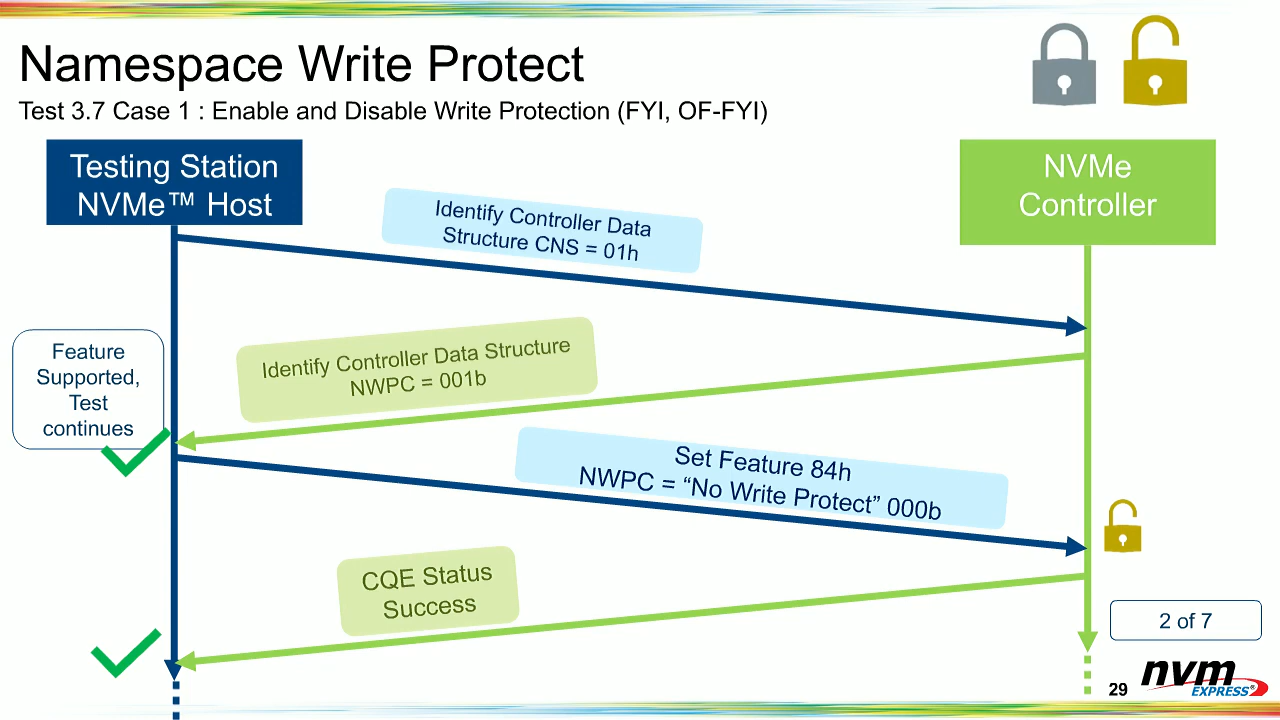 Namespace Write Protect
Test 3.7 Case 1 : Enable and Disable Write Protection (FYI, OF-FYI)
Testing Station
NVMe™ Host
NVMe
Controller
Identify Controller Data
Structure CNS = 01h
Feature
Supported,
Test
continues
Identify Controller Data Structure
NWPC = 001b
Set Feature 84h
NWPC = “No Write Protect” 000b
CQE Status
Success
2 of 7
29
nvm
EXPRESS®